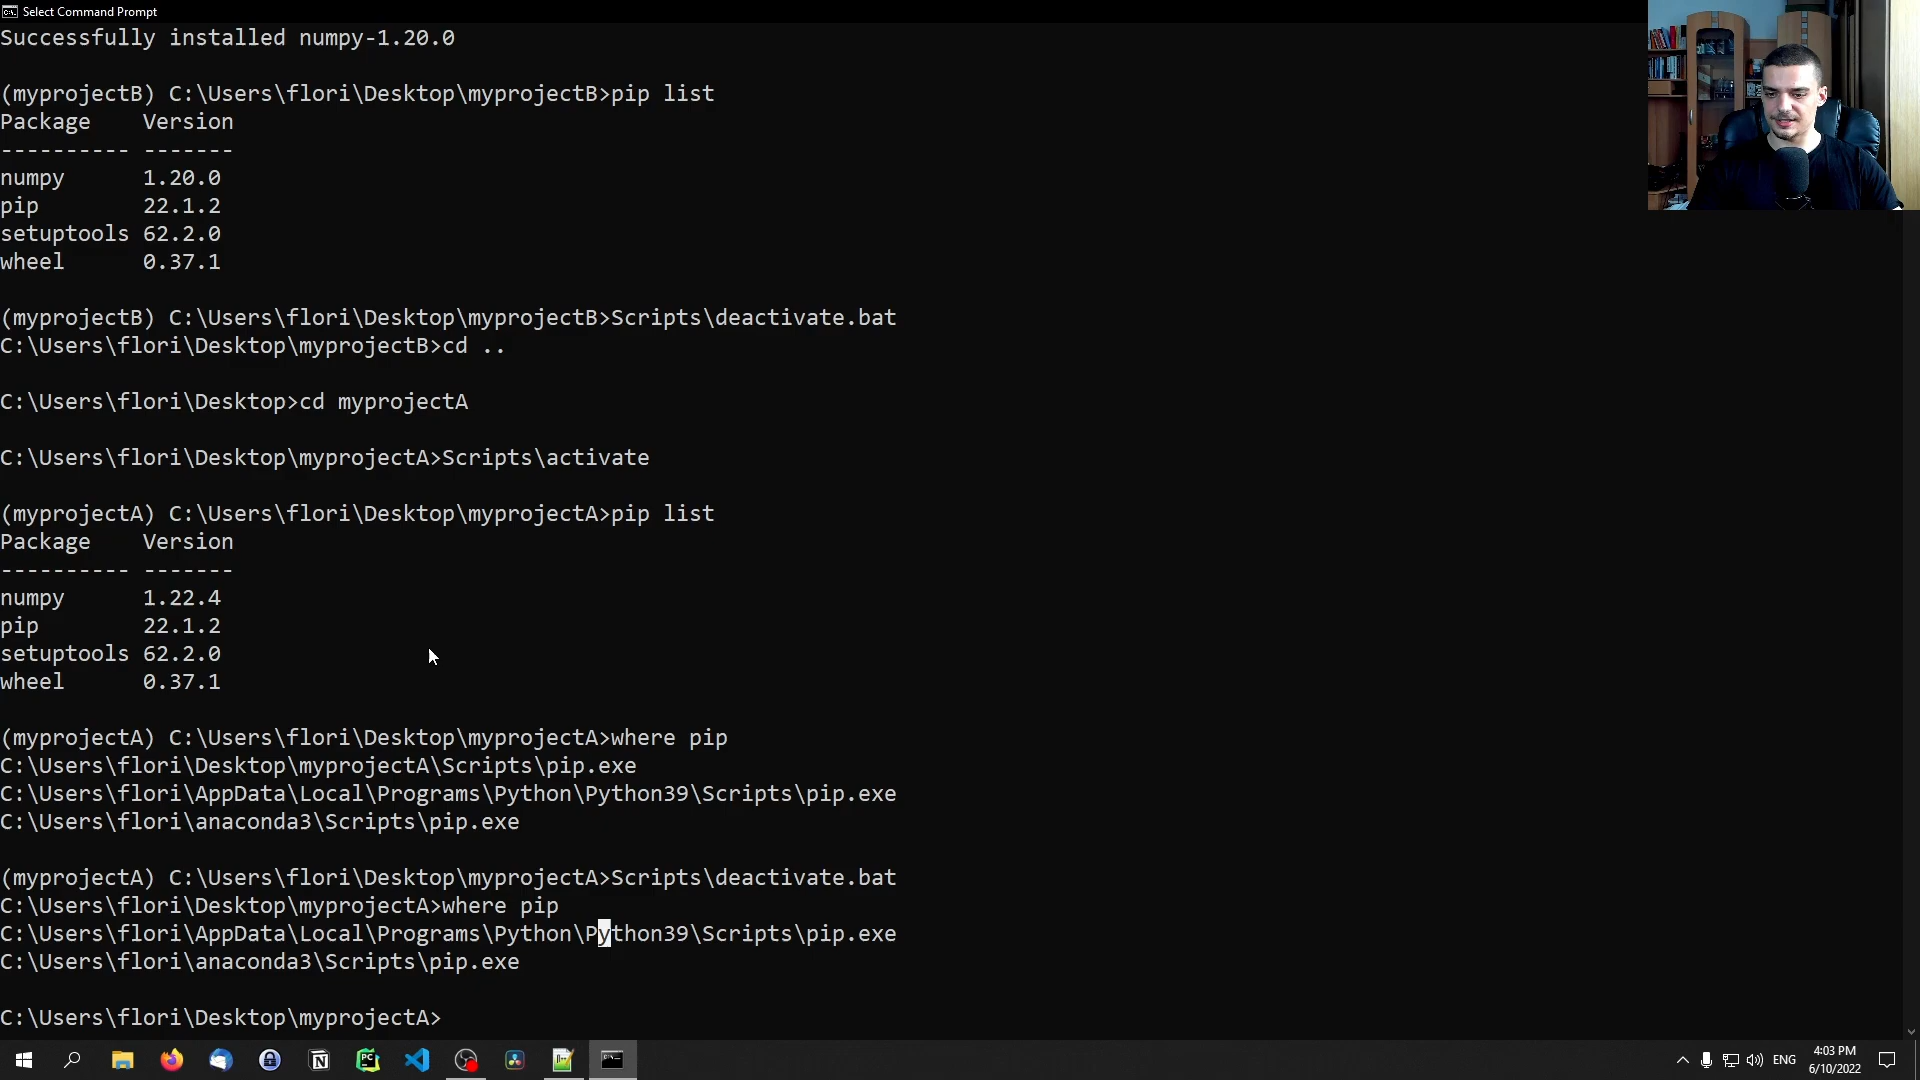 Select Command Prompt
Successfully installed numpy-1.20.0
(myprojectB) C:\Users\flori\Desktop\myprojectB>pip list
Package    Version
---------- -------
numpy      1.20.0
pip        22.1.2
setuptools 62.2.0
wheel      0.37.1
(myprojectB) C:\Users\flori\Desktop\myprojectB>Scripts\deactivate.bat
C:\Users\flori\Desktop\myprojectB>cd ..
C:\Users\flori\Desktop>cd myprojectA
C:\Users\flori\Desktop\myprojectA>Scripts\activate
(myprojectA) C:\Users\flori\Desktop\myprojectA>pip list
Package    Version
---------- -------
numpy      1.22.4
pip        22.1.2
setuptools 62.2.0
wheel      0.37.1
(myprojectA) C:\Users\flori\Desktop\myprojectA>where pip
C:\Users\flori\Desktop\myprojectA\Scripts\pip.exe
C:\Users\flori\AppData\Local\Programs\Python\Python39\Scripts\pip.exe
C:\Users\flori\anaconda3\Scripts\pip.exe
(myprojectA) C:\Users\flori\Desktop\myprojectA>Scripts\deactivate.bat
C:\Users\flori\Desktop\myprojectA>where pip
C:\Users\flori\AppData\Local\Programs\Python\Python39\Scripts\pip.exe
C:\Users\flori\anaconda3\Scripts\pip.exe
C:\Users\flori\Desktop\myprojectA>
ENG
4:03 PM
6/10/2022